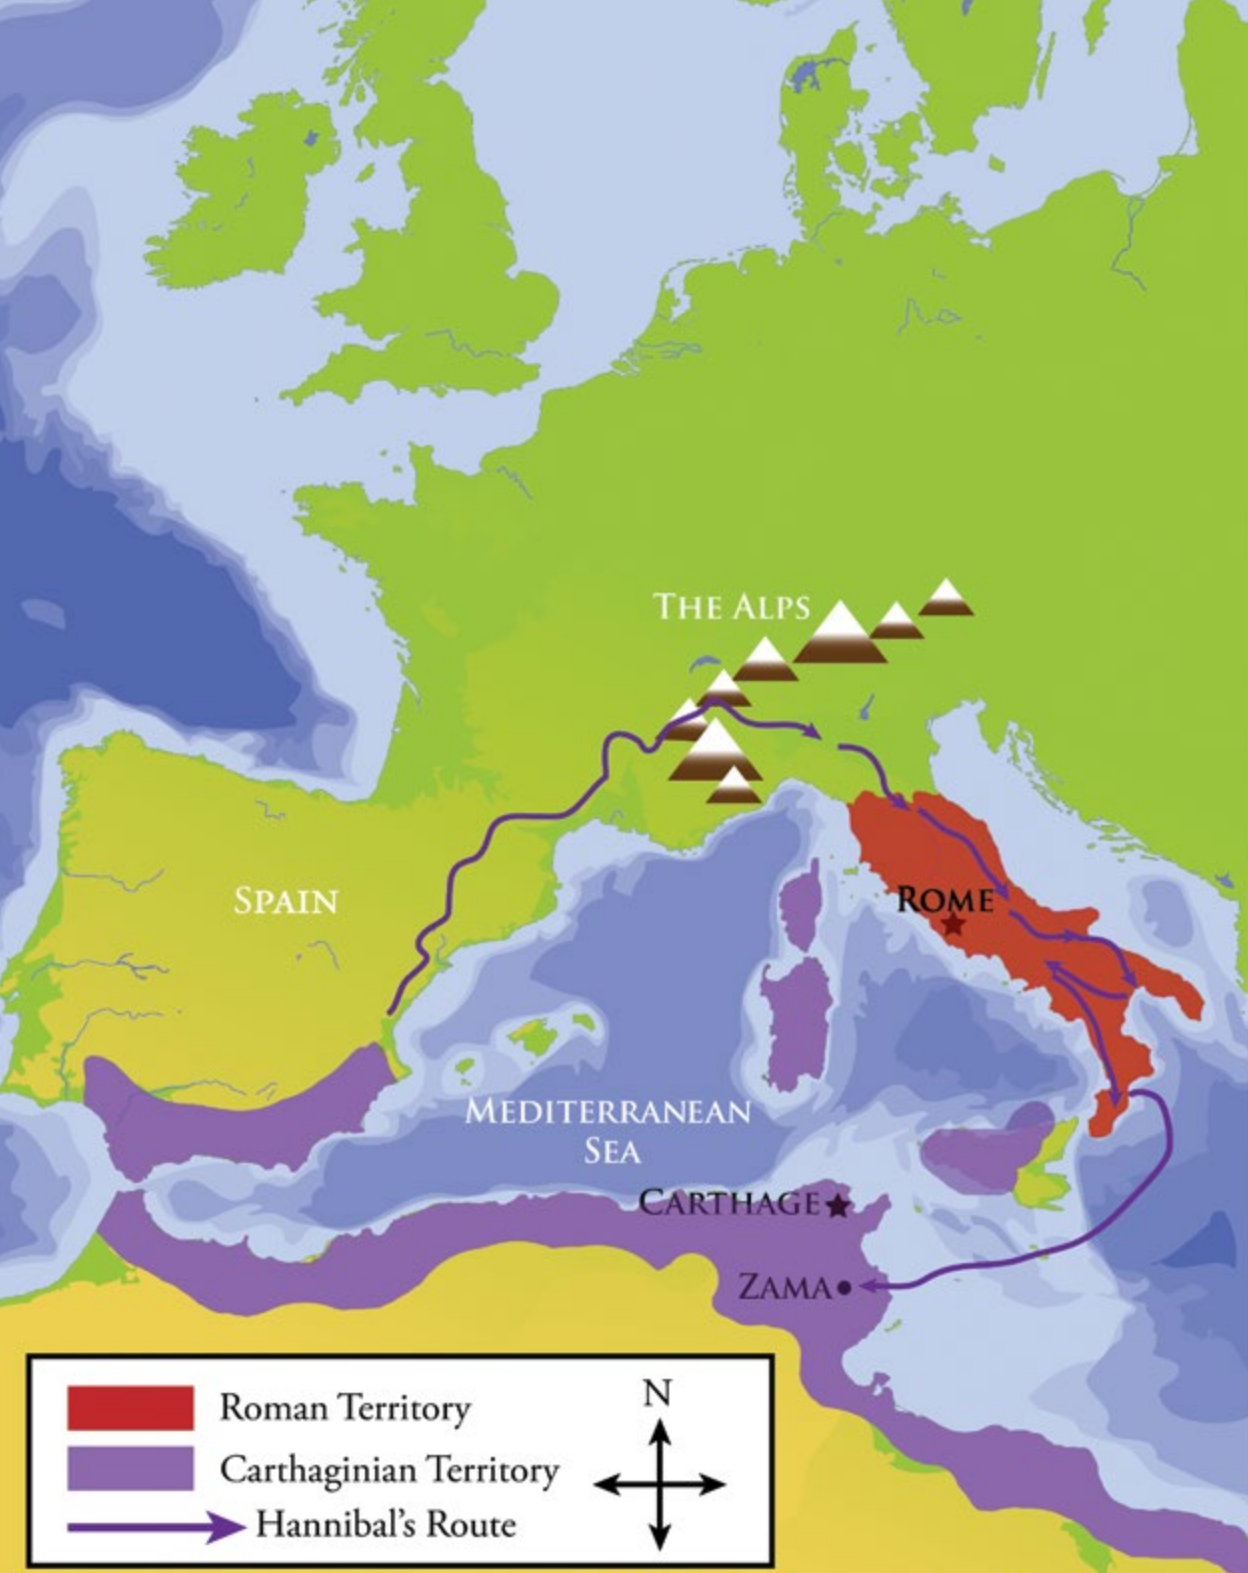 THE ALPS
SPAIN
ROME
MEDITERRANEAN
SEA
CARTHAGE
ZAMA
Roman Territory
Carthaginian Territory
Hannibal's Route
N